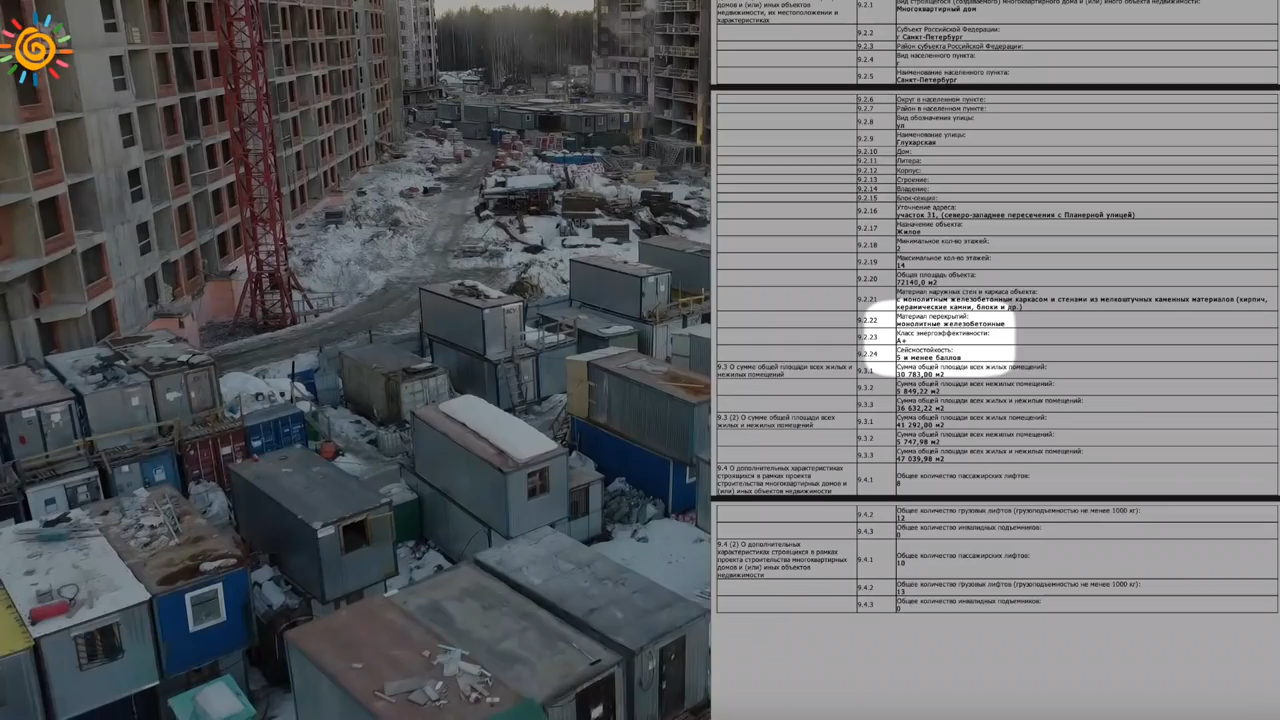 домов и (или) иных объектов
недвижимости, их местоположении и
характеристиках
9.2.1
Вид строящегося (создаваемого) многоквартирного дома и (или) иного объекта недвижимости:
Многоквартирный дом
9.2.2
Субъект Российской Федерации:
г Санкт-Петербург
9.2.3
Район субъекта Российской Федерации:
9.2.4
Вид населенного пункта:
г
9.2.5
Наименование населенного пункта:
Санкт-Петербург
9.2.6
Округ в населенном пункте:
9.2.7
Район в населенном пункте:
9.2.8
Вид обозначения улицы:
ул
9.2.9
Наименование улицы:
Глухарская
9.2.10
Дом:
9.2.11
Литера:
9.2.12
Корпус:
9.2.13
Строение:
9.2.14
Владение:
9.2.15
Блок-секция:
9.2.16
Уточнение адреса:
участок 31, (северо-западнее пересечения с Планерной улицей)
9.2.17
Назначение объекта:
Жилое
9.2.18
Минимальное кол-во этажей:
2
9.2.19
Максимальное кол-во этажей:
14
9.2.20
Общая площадь объекта:
72140,0 м2
9.2.21
Материал наружных стен и каркаса объекта:
с монолитным железобетонным каркасом и стенами из мелкоштучных каменных материалов (кирпич,
керамические камни, блоки и др.)
9.2.22
Материал перекрытий:
монолитные железобетонные
9.2.23
Класс энергоэффективности:
А+
9.2.24
Сейсмостойкость:
5 и менее баллов
9.3 О сумме общей площади всех жилых и
нежилых помещений
9.3.1
Сумма общей площади всех жилых помещений:
30 783,00 м2
9.3.2
Сумма общей площади всех нежилых помещений:
5 849,22 м2
9.3.3
Сумма общей площади всех жилых и нежилых помещений:
36 632,22 м2
9.3 (2) О сумме общей площади всех
жилых и нежилых помещений
9.3.1
Сумма общей площади всех жилых помещений:
41 292,00 м2
9.3.2
Сумма общей площади всех нежилых помещений:
5 747,98 м2
9.3.3
Сумма общей площади всех жилых и нежилых помещений:
47 039,98 м2
9.4 О дополнительных характеристиках
строящихся в рамках проекта
строительства многоквартирных домов и
(или) иных объектов недвижимости
9.4.1
Общее количество пассажирских лифтов:
8
9.4.2
Общее количество грузовых лифтов (грузоподъемностью не менее 1000 кг):
12
9.4.3
Общее количество инвалидных подъемников:
0
9.4 (2) О дополнительных
характеристиках строящихся в рамках
проекта строительства многоквартирных
домов и (или) иных объектов
недвижимости
9.4.1
Общее количество пассажирских лифтов:
10
9.4.2
Общее количество грузовых лифтов (грузоподъемностью не менее 1000 кг):
13
9.4.3
Общее количество инвалидных подъемников:
0